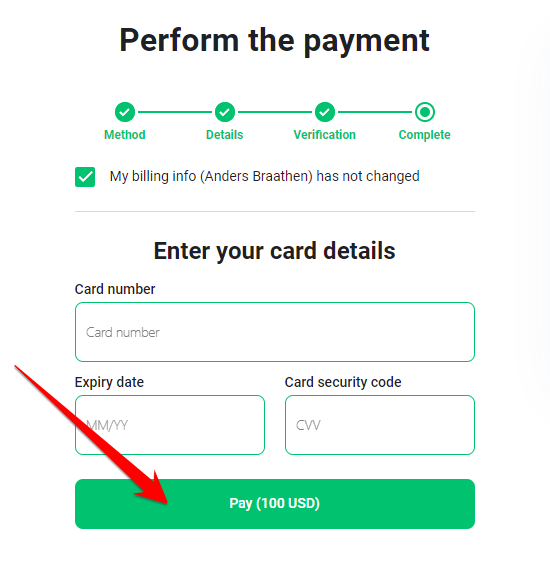 Perform the payment
Method Details Verification Complete
My billing info (Anders Braathen) has not changed
Enter your card details
Card number
Card number
Expiry date Card security code
MM/YY CVV
Pay (100 USD)